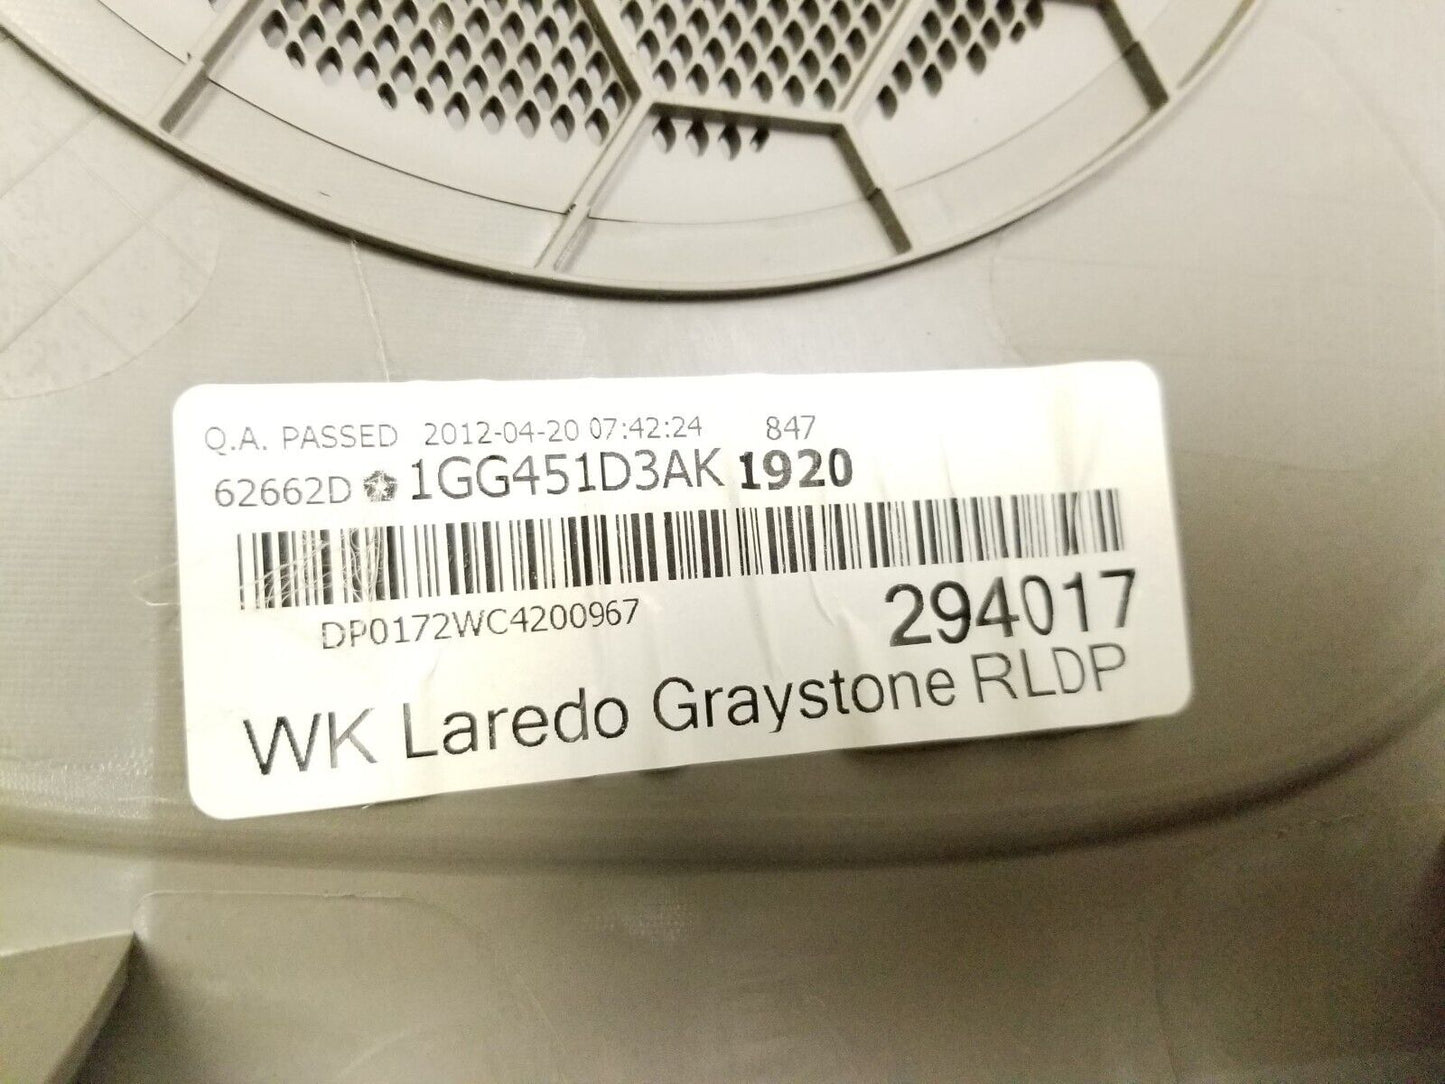 Q.A. PASSED 2012-04-20 07:42:24 847
62662D 1GG451D3AK 1920
DP0172WC4200967
294017
WK Laredo Graystone RLDP